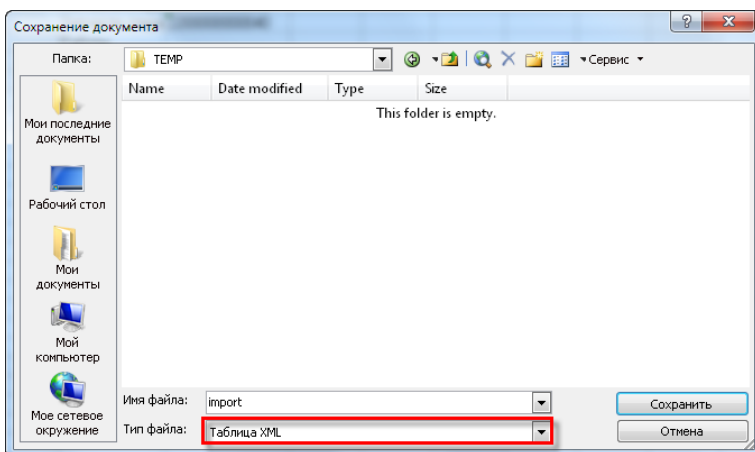 Сохранение документа
Папка:
TEMP
Сервис
Name Date modified Type Size
This folder is empty.
Мои последние
документы
Рабочий стол
Мои
документы
Мой
компьютер
Мое сетевое
окружение
Имя файла:
import
Сохранить
Тип файла:
Таблица XML
Отмена